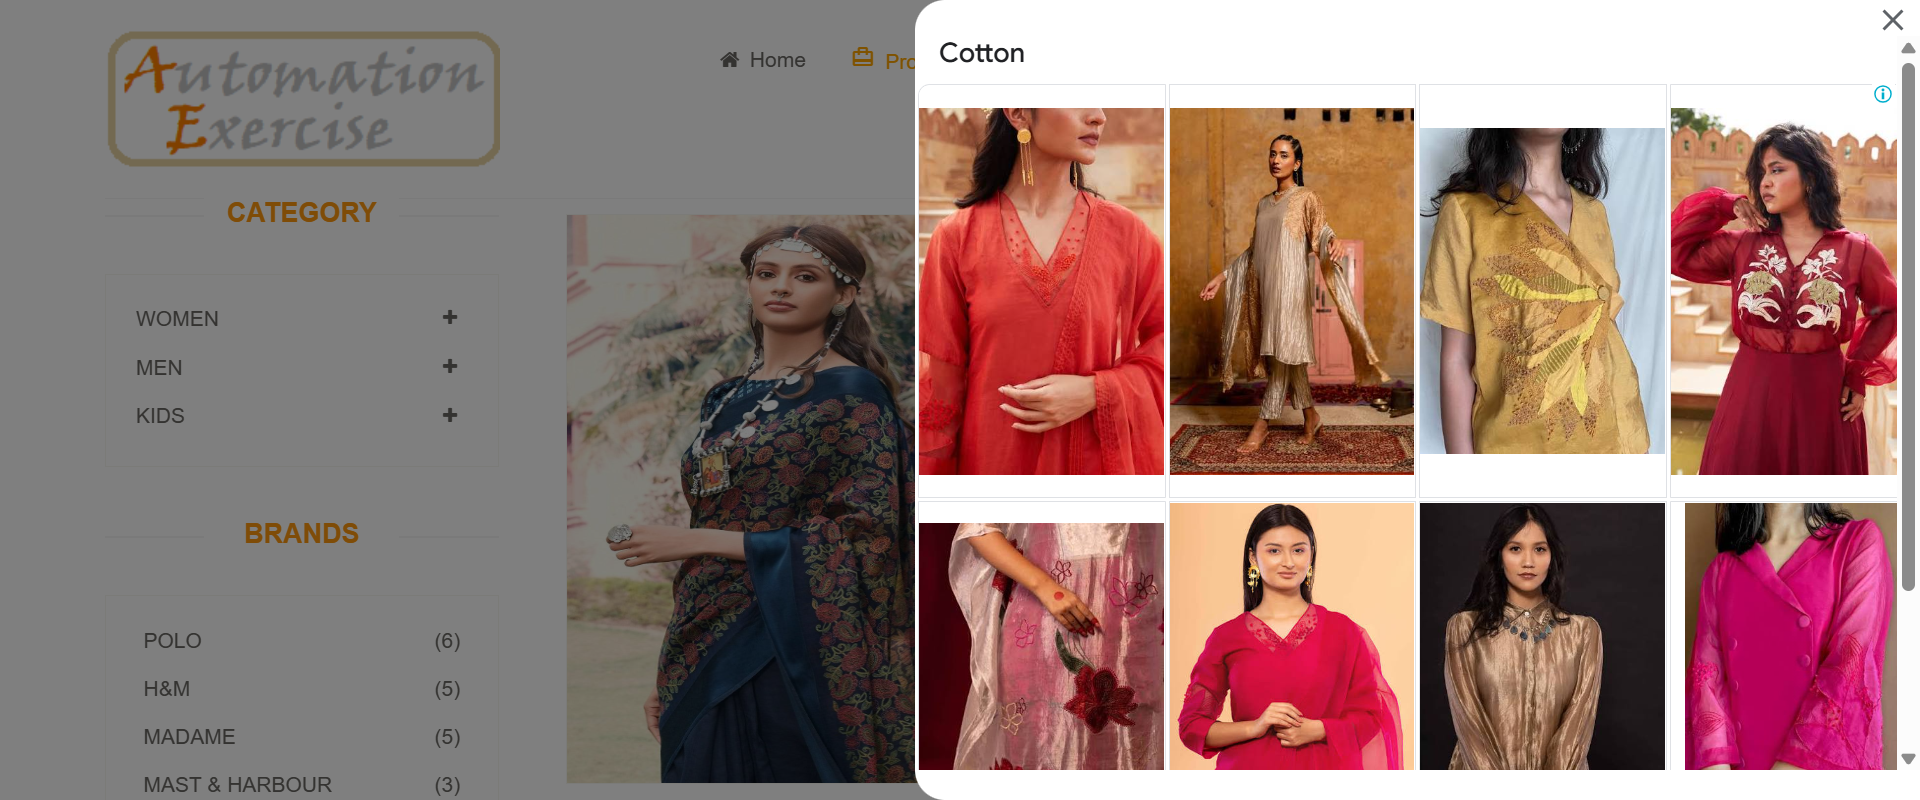 Automation
Exercise
Home
Pro
CATEGORY
WOMEN +
MEN +
KIDS +
BRANDS
POLO (6)
H&M (5)
MADAME (5)
MAST & HARBOUR (3)
Cotton